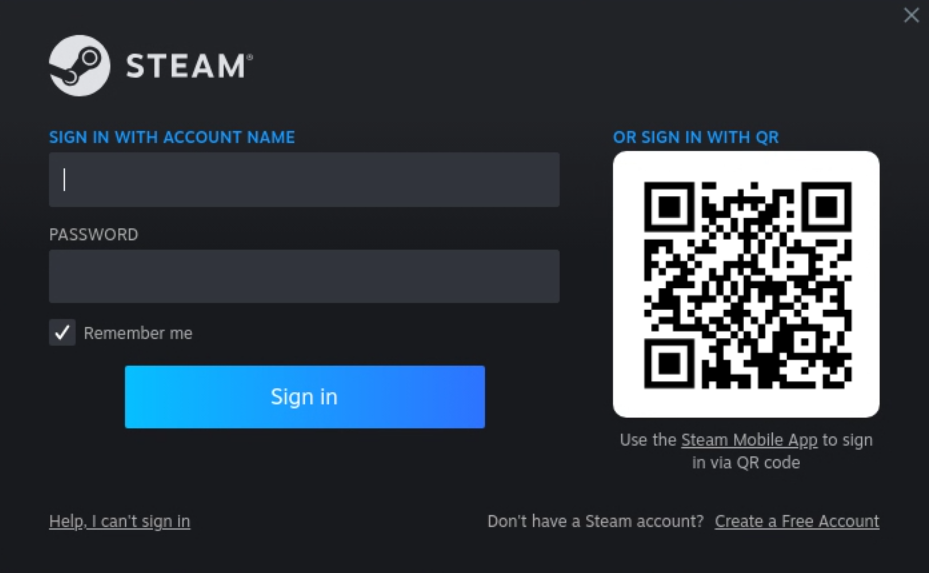 STEAM®
SIGN IN WITH ACCOUNT NAME
PASSWORD
Remember me
Sign in
OR SIGN IN WITH QR
Use the Steam Mobile App to sign
in via QR code
Help, I can't sign in
Don't have a Steam account? Create a Free Account